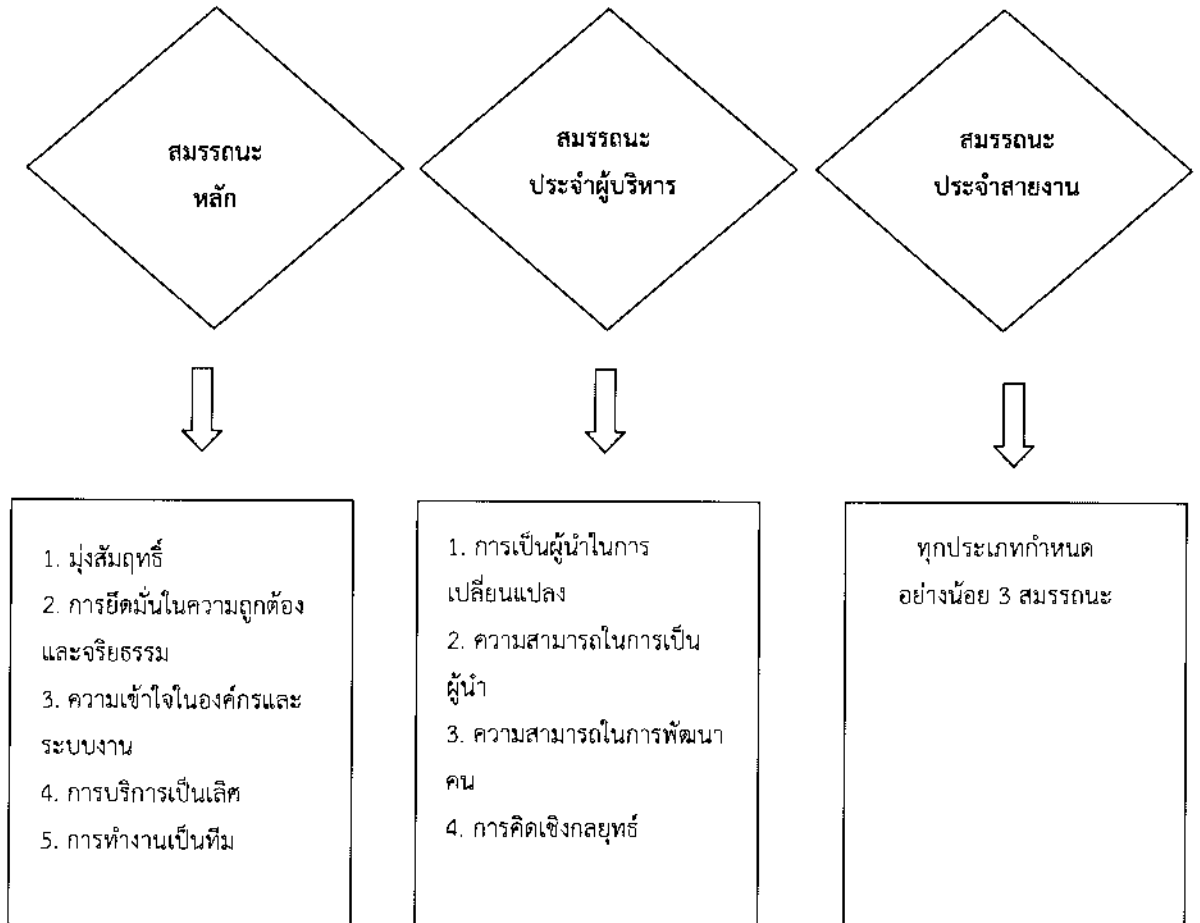 สมรรถนะ
หลัก
สมรรถนะ
ประจำผู้บริหาร
สมรรถนะ
ประจำสายงาน
1. มุ่งสัมฤทธิ์
2. การยึดมั่นในความถูกต้อง
และจริยธรรม
3. ความเข้าใจในองค์กรและ
ระบบงาน
4. การบริการเป็นเลิศ
5. การทำงานเป็นทีม
1. การเป็นผู้นำในการ
เปลี่ยนแปลง
2. ความสามารถในการเป็น
ผู้นำ
3. ความสามารถในการพัฒนา
คน
4. การคิดเชิงกลยุทธ์
ทุกประเภทกำหนด
อย่างน้อย 3 สมรรถนะ